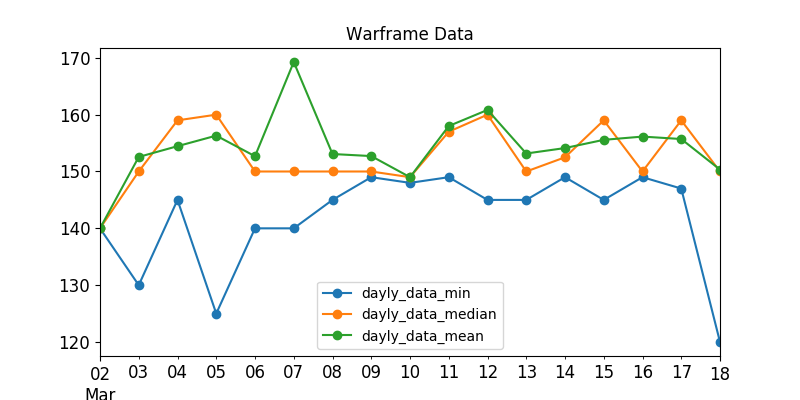 Warframe Data
170
160
150
140
130
120
dayly_data_min
dayly_data_median
dayly_data_mean
02 03 04 05 06 07 08 09 10 11 12 13 14 15 16 17 18
Mar